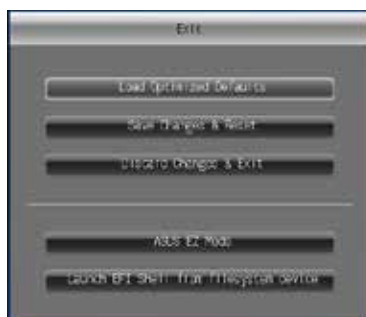 Exit
Load Optimized Defaults
Save Changes & Reset
Discard Changes & Exit
ASUS EZ Mode
Launch EFI Shell from filesystem device